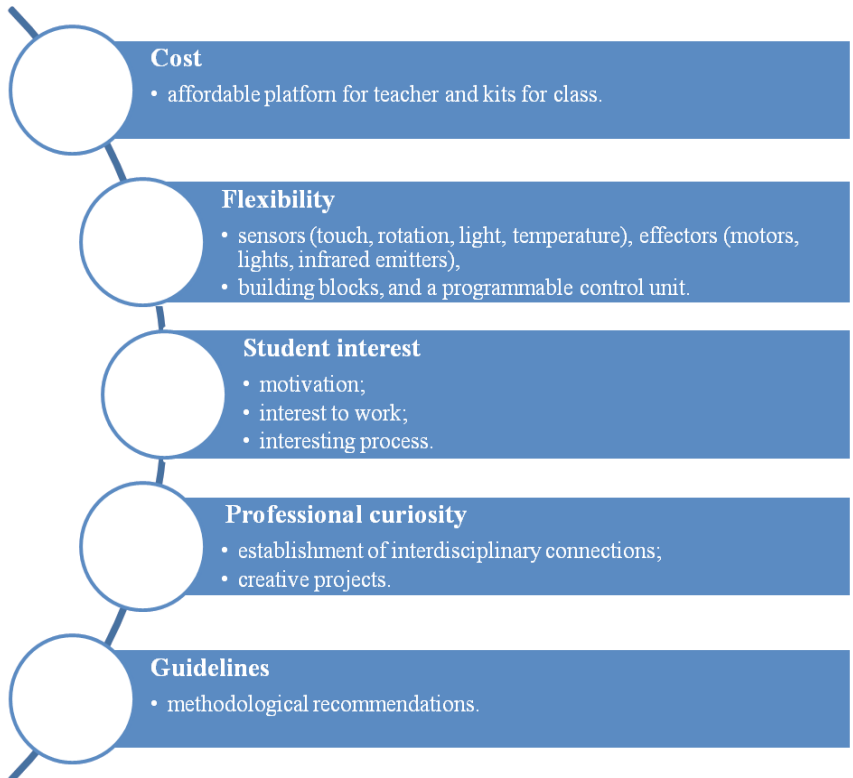 Cost
• affordable platforn for teacher and kits for class.
Flexibility
• sensors (touch, rotation, light, temperature), effectors (motors,
lights, infrared emitters),
• building blocks, and a programmable control unit.
Student interest
• motivation;
• interest to work;
• interesting process.
Professional curiosity
• establishment of interdisciplinary connections;
• creative projects.
Guidelines
• methodological recommendations.